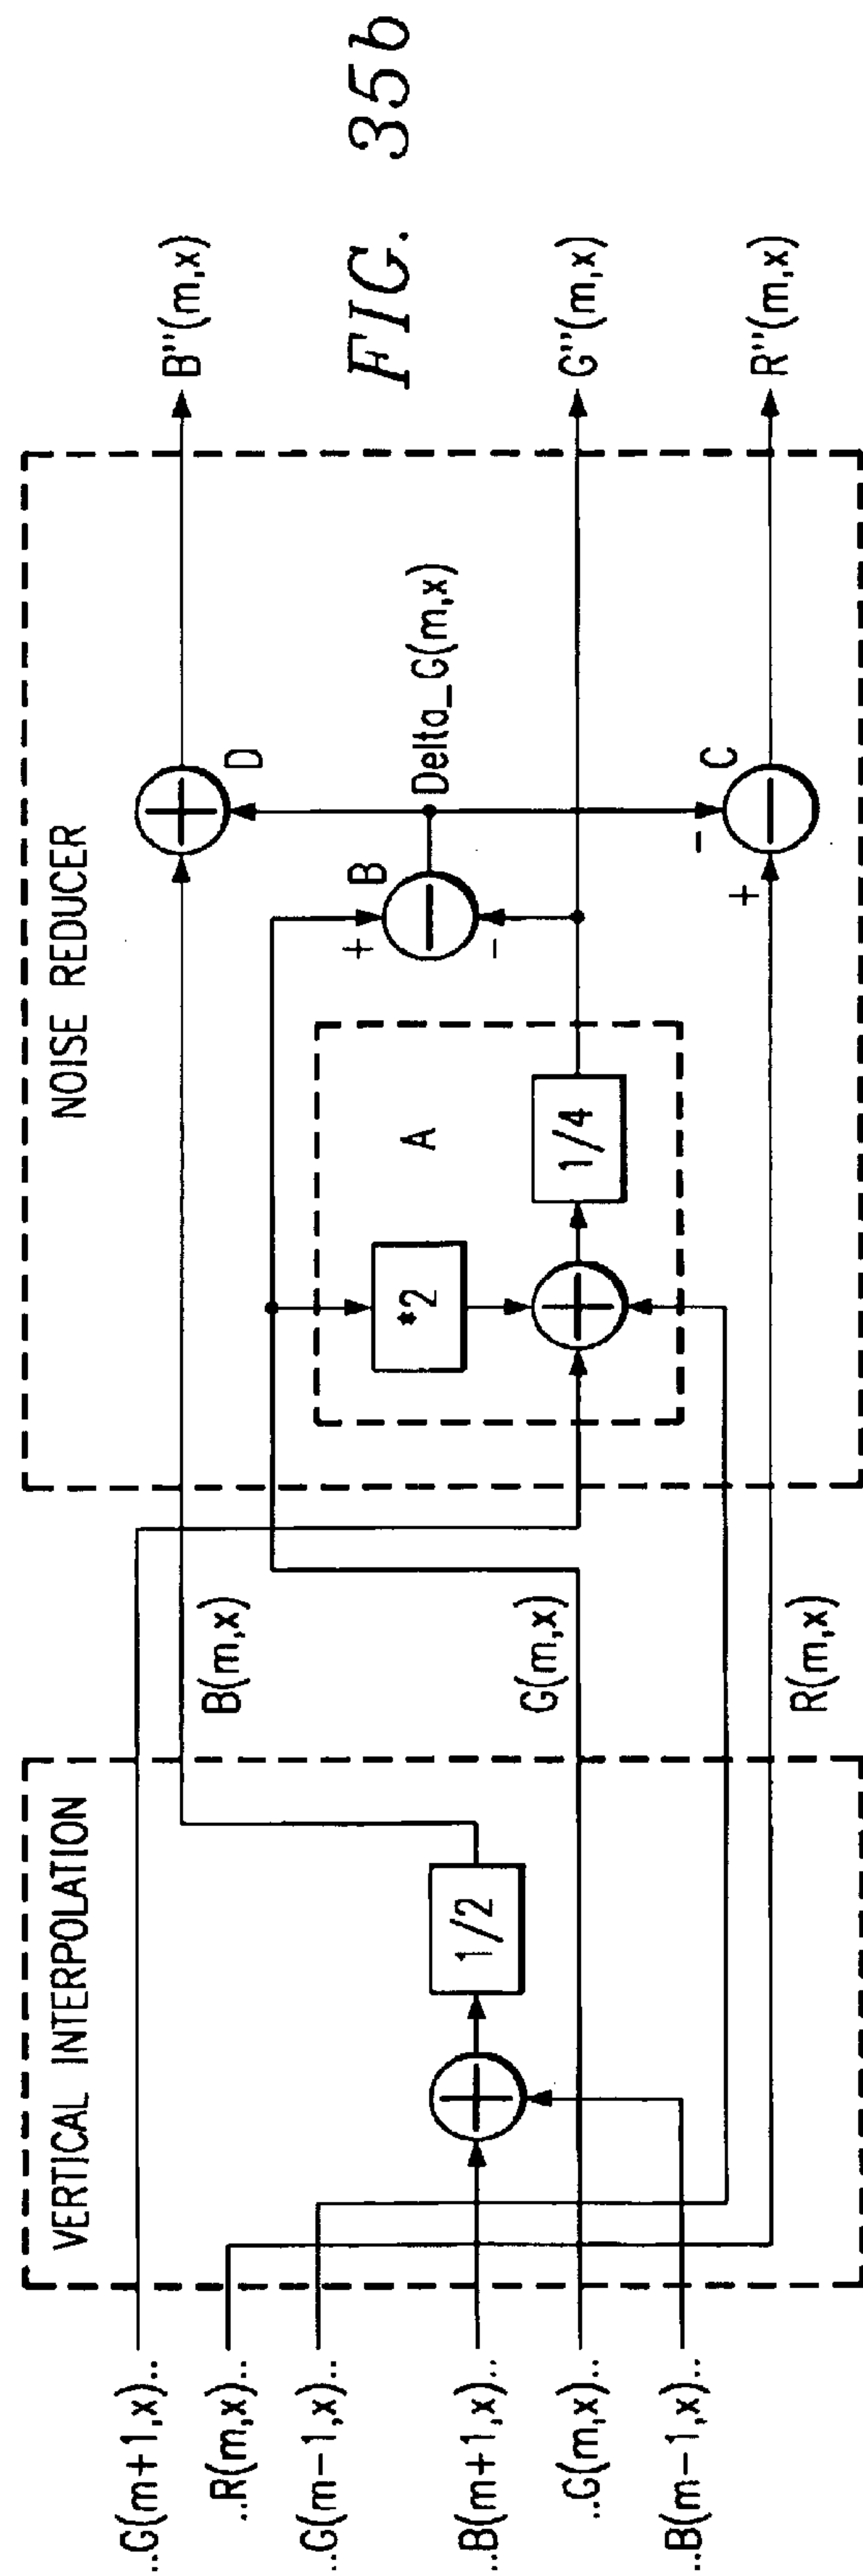 FIG. 35b
VERTICAL INTERPOLATION
NOISE REDUCER
..G(m+1,x)..
..R(m,x)..
..G(m-1,x)..
..B(m+1,x)..
..G(m,x)..
..B(m-1,x)..
+
1/2
B(m,x)
G(m,x)
R(m,x)
*2
+
1/4
A
+
−
-
B
Delta_G(m,x)
+
D
+
−
-
C
B''(m,x)
G''(m,x)
R''(m,x)